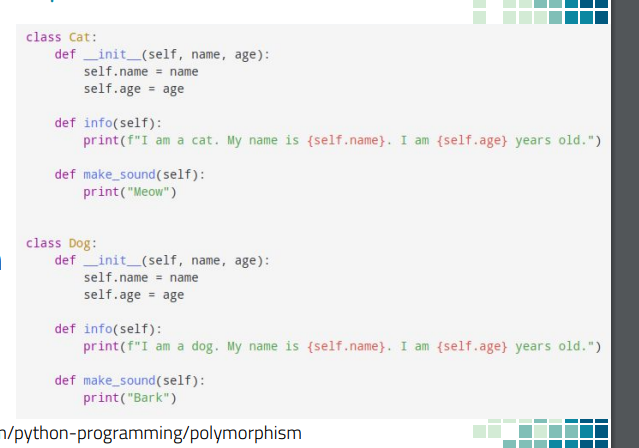 class Cat:
    def __init__(self, name, age):
        self.name = name
        self.age = age

    def info(self):
        print(f"I am a cat. My name is {self.name}. I am {self.age} years old.")

    def make_sound(self):
        print("Meow")

class Dog:
    def __init__(self, name, age):
        self.name = name
        self.age = age

    def info(self):
        print(f"I am a dog. My name is {self.name}. I am {self.age} years old.")

    def make_sound(self):
        print("Bark")
/python-programming/polymorphism